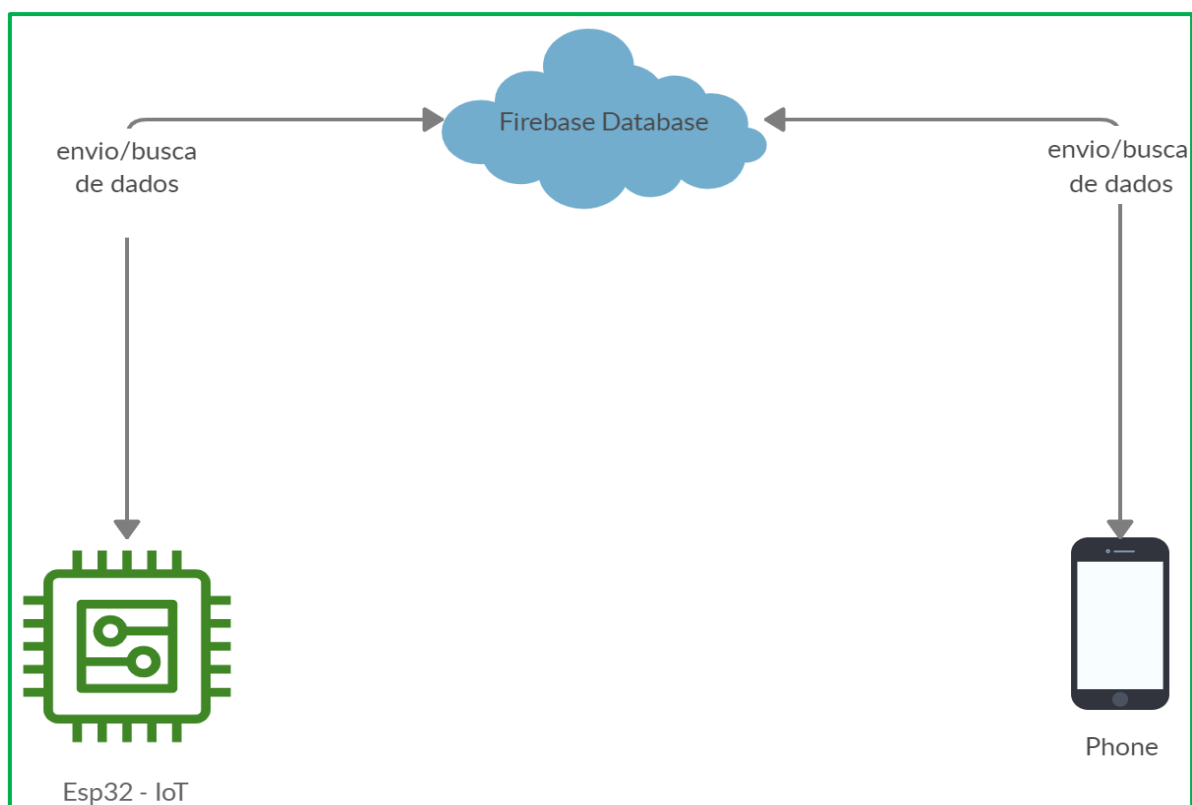 Firebase Database
envio/busca
de dados
envio/busca
de dados
Phone
Esp32 - IoT